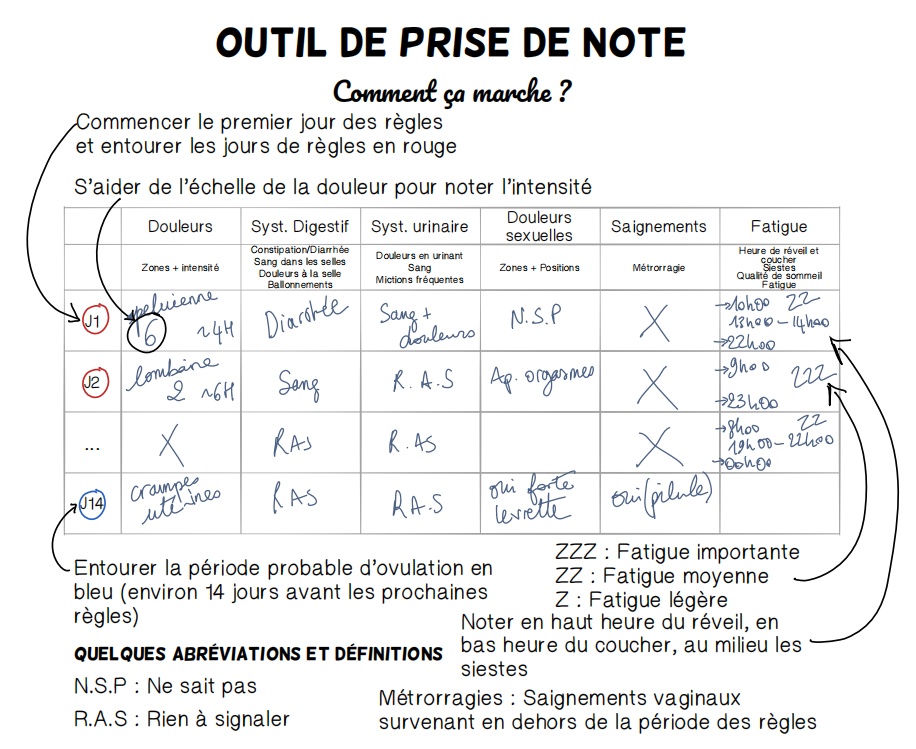 OUTIL DE PRISE DE NOTE
Comment ça marche ?
Commencer le premier jour des règles
et entourer les jours de règles en rouge
S'aider de l'échelle de la douleur pour noter l'intensité
Douleurs Syst. Digestif Syst. urinaire Douleurs sexuelles Saignements Fatigue
Zones + intensité
Constipation/Diarrhée
Sang dans les selles
Douleurs à la selle
Ballonnements
Douleurs en urinant
Sang
Mictions fréquentes
Zones + Positions
Métrorragie
Heure de réveil et
coucher
Siestes
Qualité de sommeil
Fatigue
J1
pelvienne
6 ~4H
Diarrhée
Sang +
douleurs
N.S.P
X
→10h00 ZZ
13h00-14h00
→22h00
J2
lombaire
2 ~6H
Sang
R.A.S
Ap. orgasmes
X
→9h00 ZZZ
→23h00
...
X
RAS
R.AS
X
→8h00 ZZ
19h00-22h00
→00h00
J14
crampes
utérines
RAS
R.A.S
oui forte
levrette
oui (pilule)
Entourer la période probable d'ovulation en
bleu (environ 14 jours avant les prochaines
règles)
ZZZ : Fatigue importante
ZZ : Fatigue moyenne
Z : Fatigue légère
Noter en haut heure du réveil, en
bas heure du coucher, au milieu les
siestes
QUELQUES ABRÉVIATIONS ET DÉFINITIONS
N.S.P : Ne sait pas
R.A.S : Rien à signaler
Métrorragies : Saignements vaginaux
survenant en dehors de la période des règles